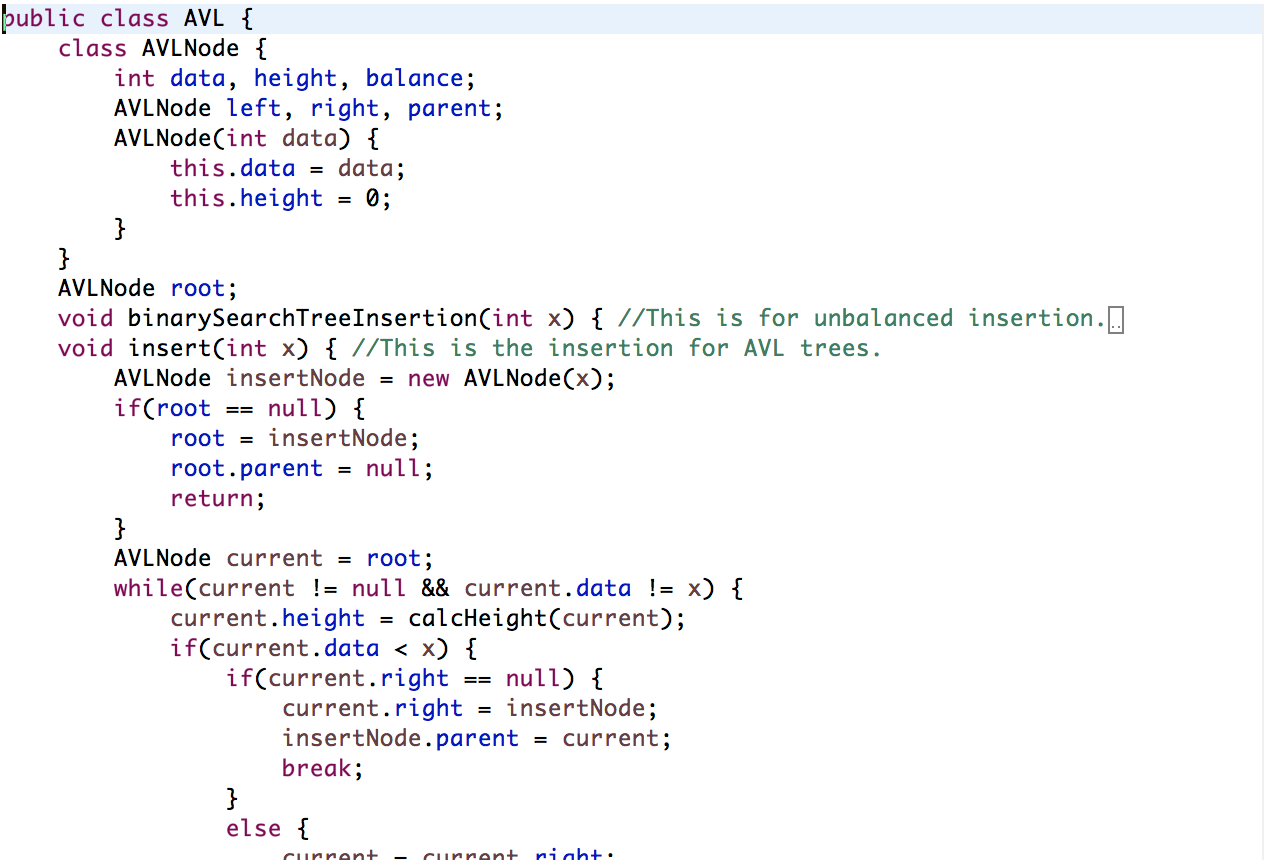 public class AVL {
    class AVLNode {
        int data, height, balance;
        AVLNode left, right, parent;
        AVLNode(int data) {
            this.data = data;
            this.height = 0;
        }
    }
    AVLNode root;
    void binarySearchTreeInsertion(int x) { //This is for unbalanced insertion...
    void insert(int x) { //This is the insertion for AVL trees.
        AVLNode insertNode = new AVLNode(x);
        if(root == null) {
            root = insertNode;
            root.parent = null;
            return;
        }
        AVLNode current = root;
        while(current != null && current.data != x) {
            current.height = calcHeight(current);
            if(current.data < x) {
                if(current.right == null) {
                    current.right = insertNode;
                    insertNode.parent = current;
                    break;
                }
                else {
                    current = current.right;